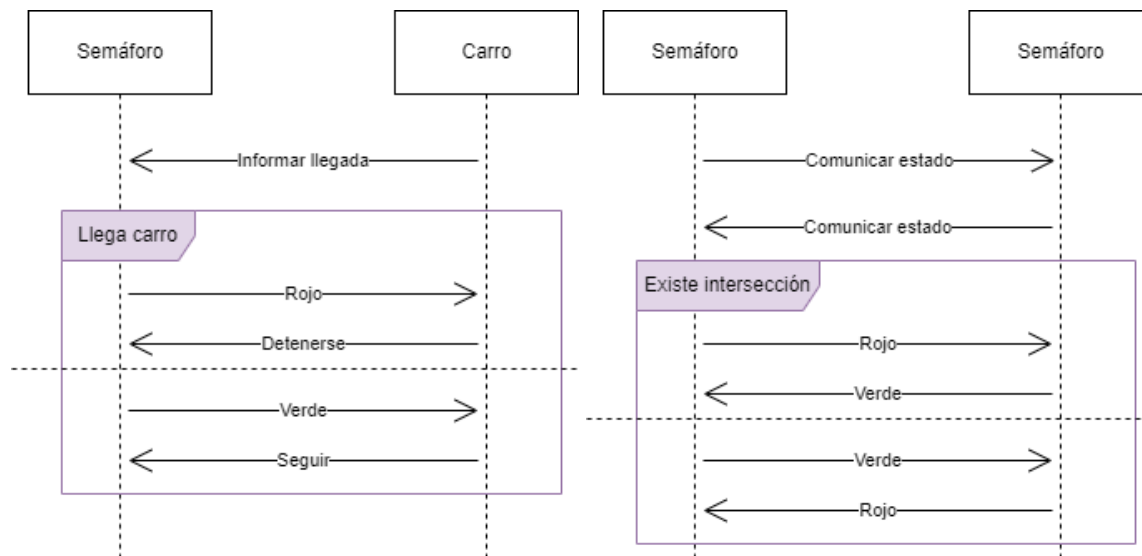 Semáforo
Carro
Informar llegada
Llega carro
Rojo
Detenerse
Verde
Seguir
Semáforo
Semáforo
Comunicar estado
Comunicar estado
Existe intersección
Rojo
Verde
Verde
Rojo